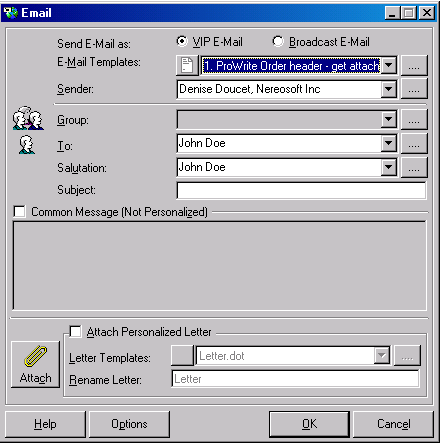 Email
Send E-Mail as: VIP E-Mail Broadcast E-Mail
E-Mail Templates: 1. ProWrite Order header - get attach ....
Sender: Denise Doucet, Nereosoft Inc ....
Group: ....
To: John Doe ....
Salutation: John Doe ....
Subject:
Common Message (Not Personalized)
Attach Personalized Letter
Letter Templates: Letter.dot ....
Attach
Rename Letter: Letter
Help Options OK Cancel